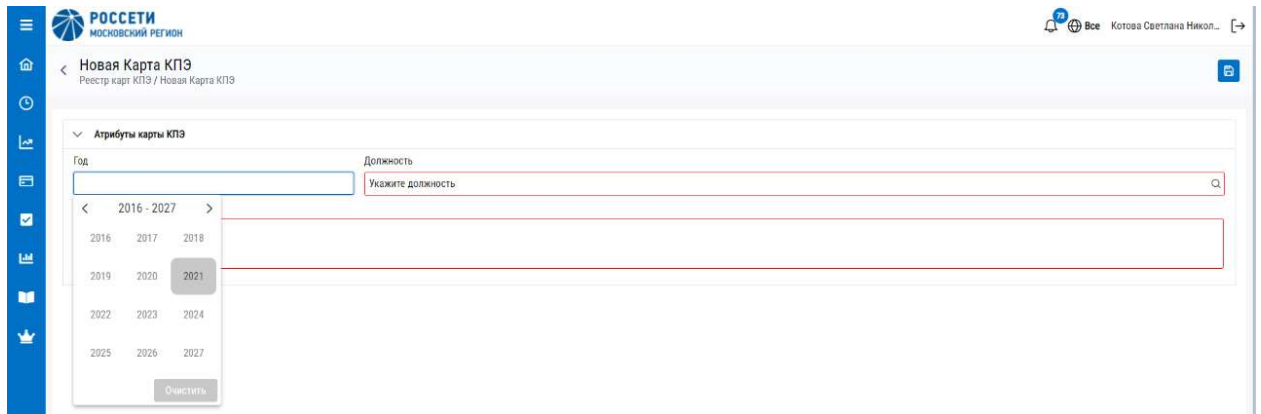 РОССЕТИ
МОСКОВСКИЙ РЕГИОН
73
Все Котова Светлана Никол...
Новая Карта КПЭ
Реестр карт КПЭ / Новая Карта КПЭ
Атрибуты карты КПЭ
Год Должность
Укажите должность
2016 - 2027
2016 2017 2018
2019 2020 2021
2022 2023 2024
2025 2026 2027
Очистить